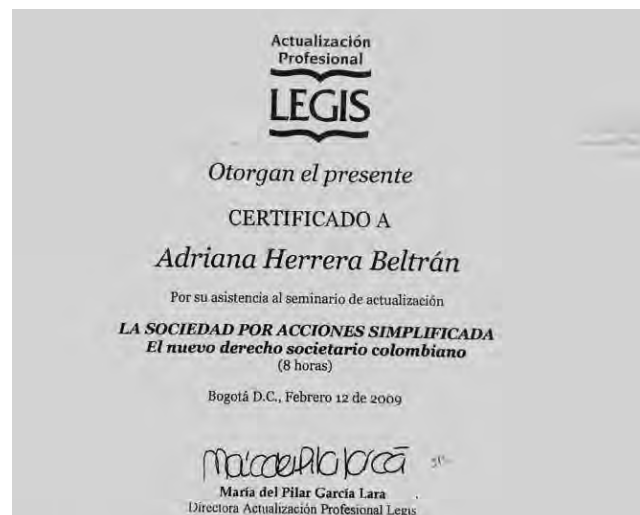 Actualización
Profesional
LEGIS
Otorgan el presente
CERTIFICADO A
Adriana Herrera Beltrán
Por su asistencia al seminario de actualización
LA SOCIEDAD POR ACCIONES SIMPLIFICADA
El nuevo derecho societario colombiano
(8 horas)
Bogotá D.C., Febrero 12 de 2009
María del Pilar García Lara
Directora Actualización Profesional Legis